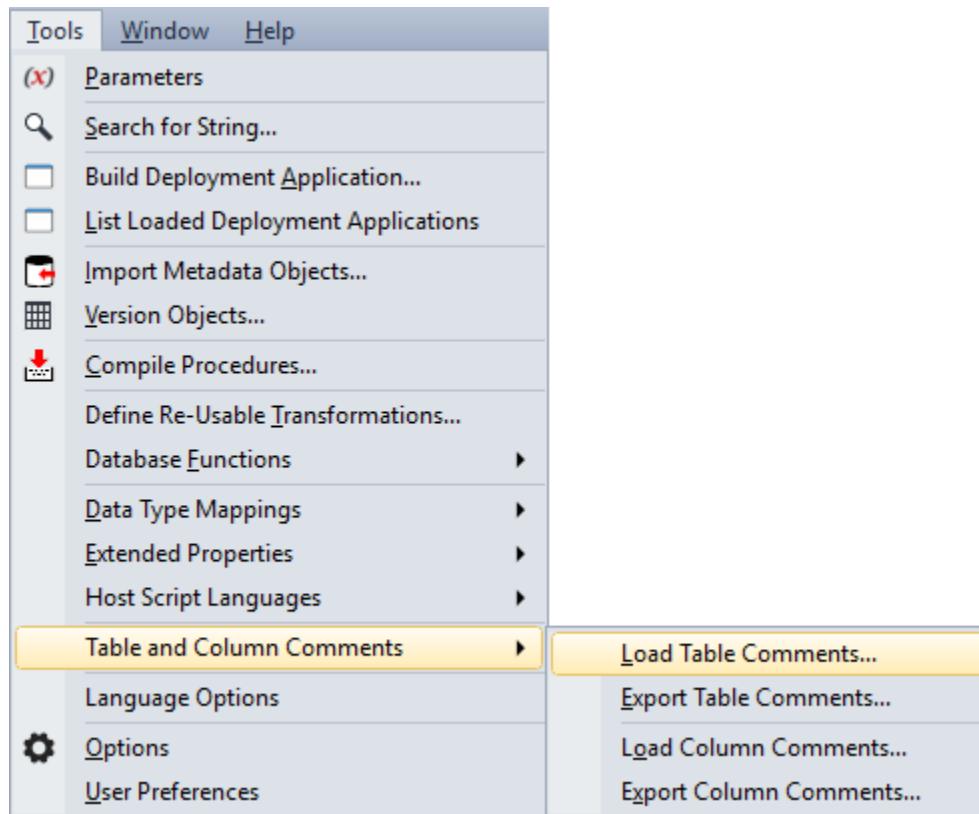 Tools Window Help
(x) Parameters
Search for String...
Build Deployment Application...
List Loaded Deployment Applications
Import Metadata Objects...
Version Objects...
Compile Procedures...
Define Re-Usable Transformations...
Database Functions
Data Type Mappings
Extended Properties
Host Script Languages
Table and Column Comments
Language Options
Options
User Preferences
Load Table Comments...
Export Table Comments...
Load Column Comments...
Export Column Comments...